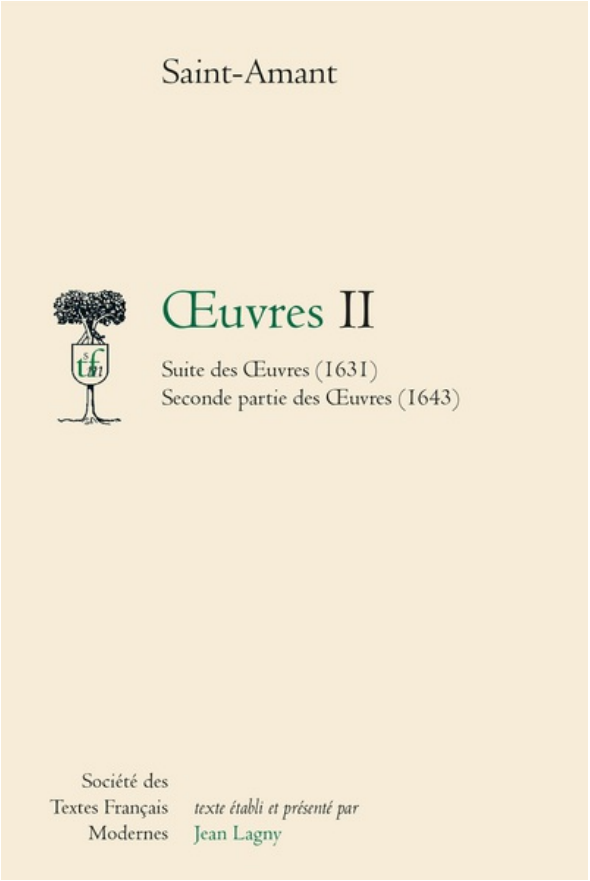 Saint-Amant
Œuvres II
Suite des Œuvres (1631)
Seconde partie des Œuvres (1643)
s
tf
m
Société des
Textes Français
Modernes
texte établi et présenté par
Jean Lagny